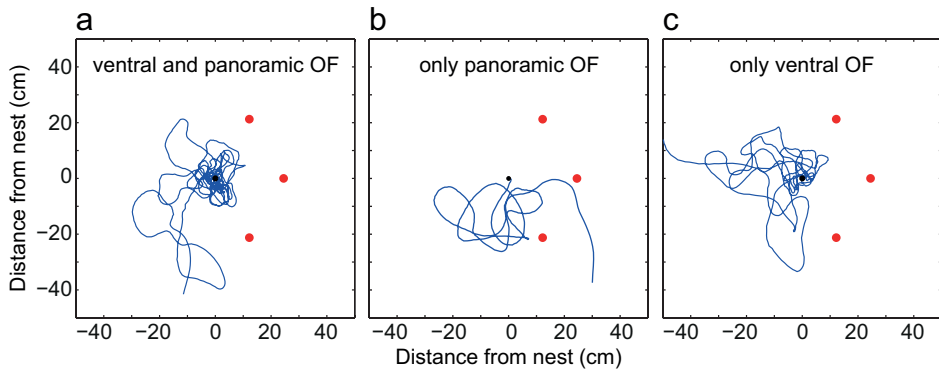 a
b
c
ventral and panoramic OF
only panoramic OF
only ventral OF
Distance from nest (cm)
40
20
0
−20
−40
−40 −20 0 20 40
−40 −20 0 20 40
−40 −20 0 20 40
Distance from nest (cm)